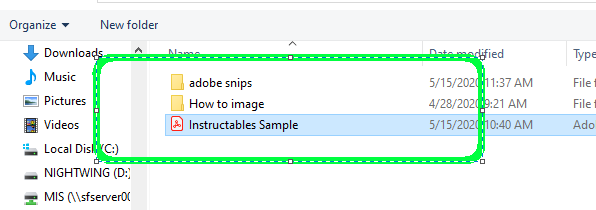 Organize New folder
Name Date modified Type
Downloads
Music
Pictures
Videos
Local Disk (C:)
NIGHTWING (D:)
MIS (\\sfserver00
adobe snips 5/15/2020 11:37 AM File f
How to image 4/28/2020 9:21 AM File f
Instructables Sample 5/15/2020 10:40 AM Ado